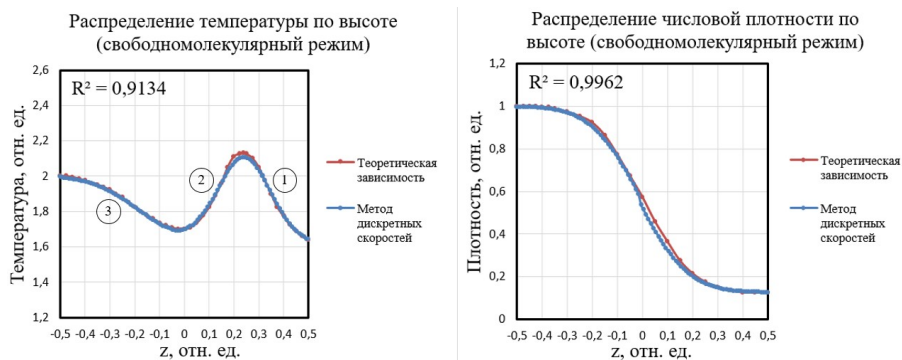 Распределение температуры по высоте
(свободномолекулярный режим)
2,6
2,4
2,2
2
1,8
1,6
1,4
1,2
Температура, отн. ед.
R² = 0,9134
1
2
3
-0,5 -0,4 -0,3 -0,2 -0,1 0 0,1 0,2 0,3 0,4 0,5
z, отн. ед.
Теоретическая
зависимость
Метод
дискретных
скоростей
Распределение числовой плотности по
высоте (свободномолекулярный режим)
1,2
1
0,8
0,6
0,4
0,2
0
Плотность, отн. ед.
R² = 0,9962
-0,5 -0,4 -0,3 -0,2 -0,1 0 0,1 0,2 0,3 0,4 0,5
z, отн. ед.
Теоретическая
зависимость
Метод
дискретных
скоростей